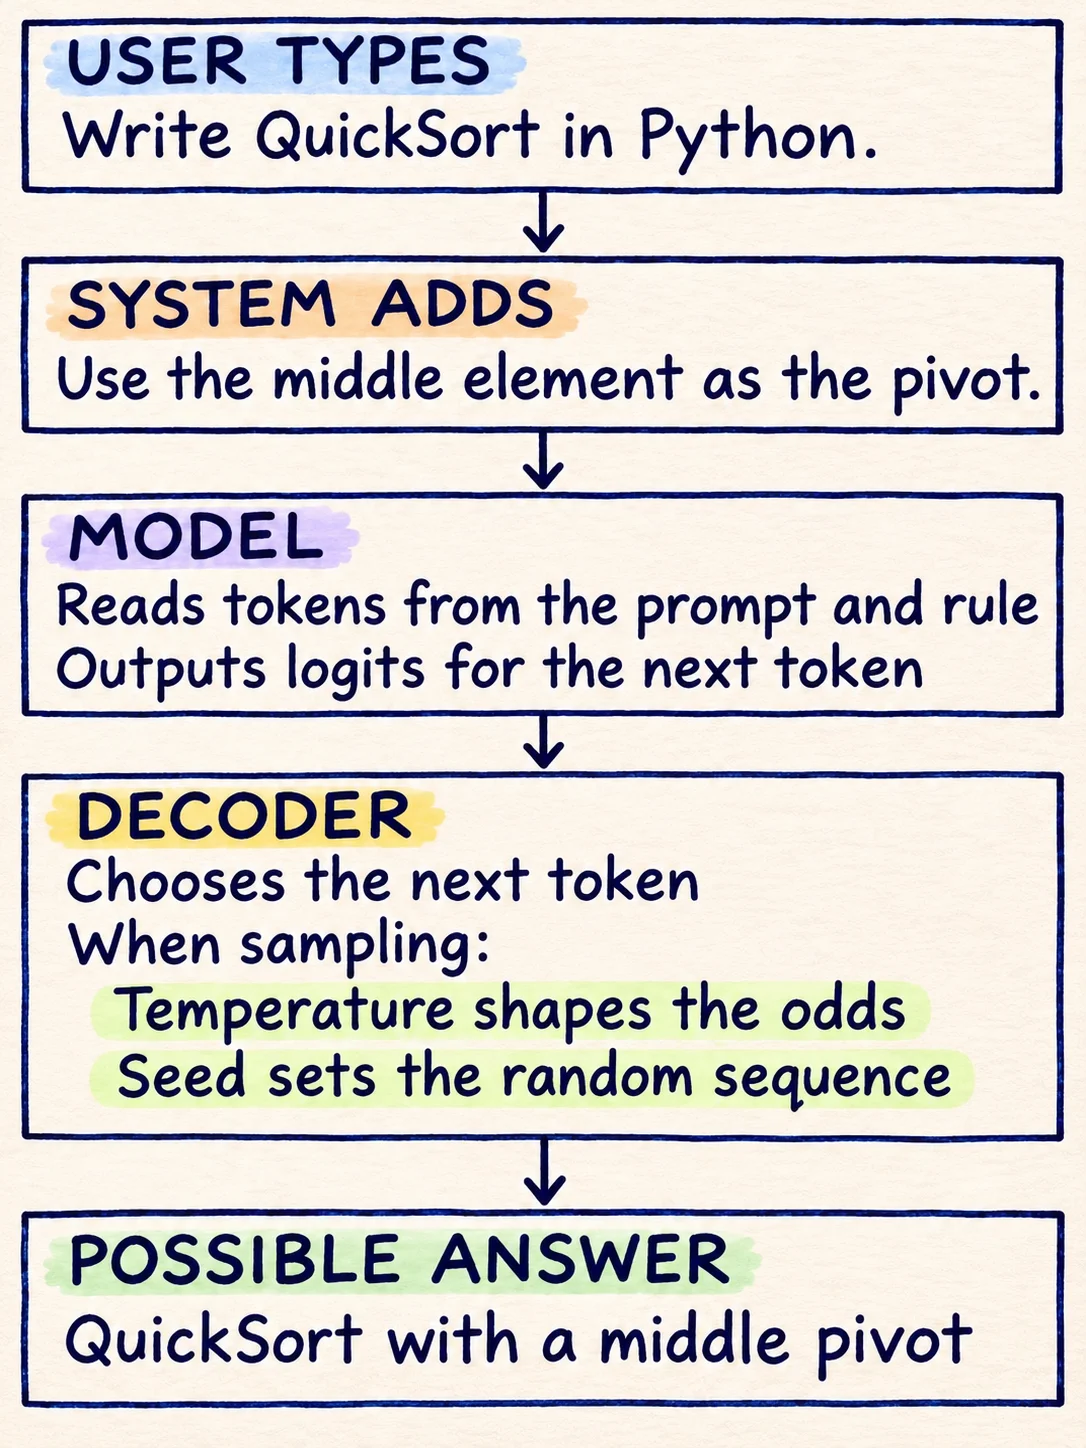 USER TYPES
Write QuickSort in Python.
SYSTEM ADDS
Use the middle element as the pivot.
MODEL
Reads tokens from the prompt and rule
Outputs logits for the next token
DECODER
Chooses the next token
When sampling:
Temperature shapes the odds
Seed sets the random sequence
POSSIBLE ANSWER
QuickSort with a middle pivot